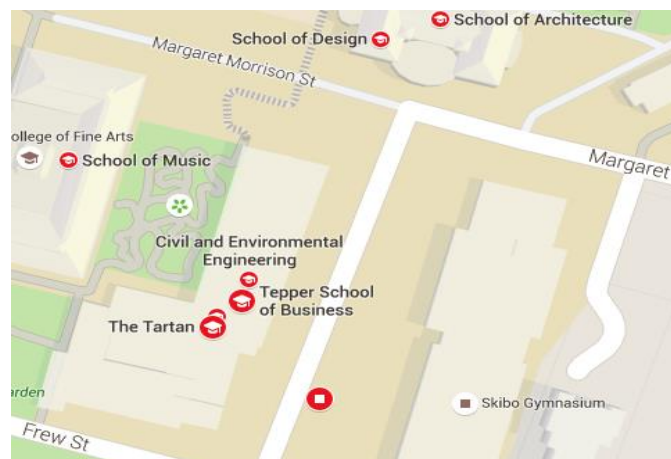 School of Architecture
School of Design
Margaret Morrison St
ollege of Fine Arts
School of Music
Margaret
Civil and Environmental
Engineering
Tepper School
of Business
The Tartan
arden
Skibo Gymnasium
Frew St